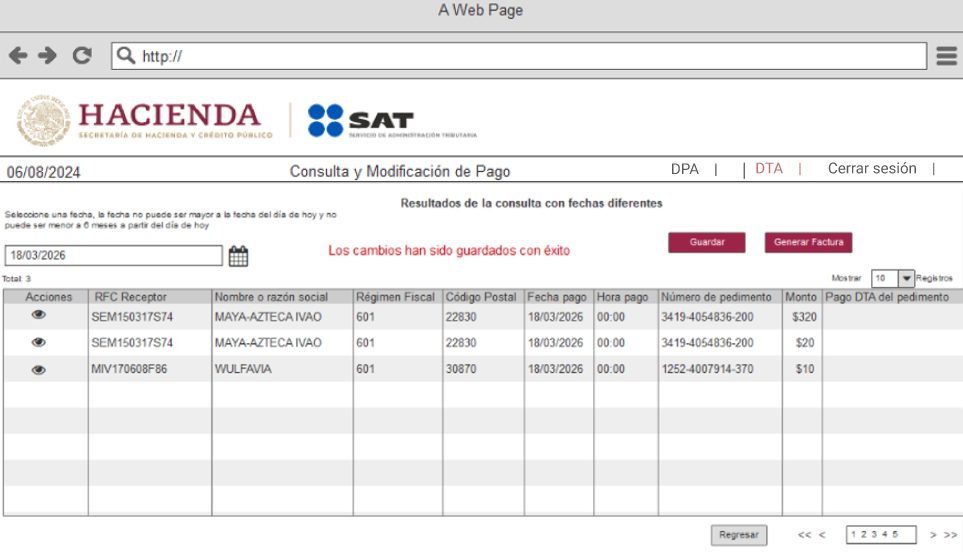 A Web Page
http://
HACIENDA
SECRETARÍA DE HACIENDA Y CRÉDITO PÚBLICO
SAT
SERVICIO DE ADMINISTRACIÓN TRIBUTARIA
06/08/2024 Consulta y Modificación de Pago DPA | | DTA | Cerrar sesión |
Resultados de la consulta con fechas diferentes
Seleccione una fecha, la fecha no puede ser mayor a la fecha del día de hoy y no
puede ser menor a 6 meses a partir del día de hoy
18/03/2026
Los cambios han sido guardados con éxito
Guardar
Generar Factura
Total: 3
Mostrar 10 Registros
Acciones RFC Receptor Nombre o razón social Régimen Fiscal Código Postal Fecha pago Hora pago Número de pedimento Monto Pago DTA del pedimento
SEM150317S74 MAYA-AZTECA IVAO 601 22830 18/03/2026 00:00 3419-4054836-200 $320
SEM150317S74 MAYA-AZTECA IVAO 601 22830 18/03/2026 00:00 3419-4054836-200 $20
MIV170608F86 WULFAVIA 601 30870 18/03/2026 00:00 1252-4007914-370 $10
Regresar << < 1 2 3 4 5 > >>